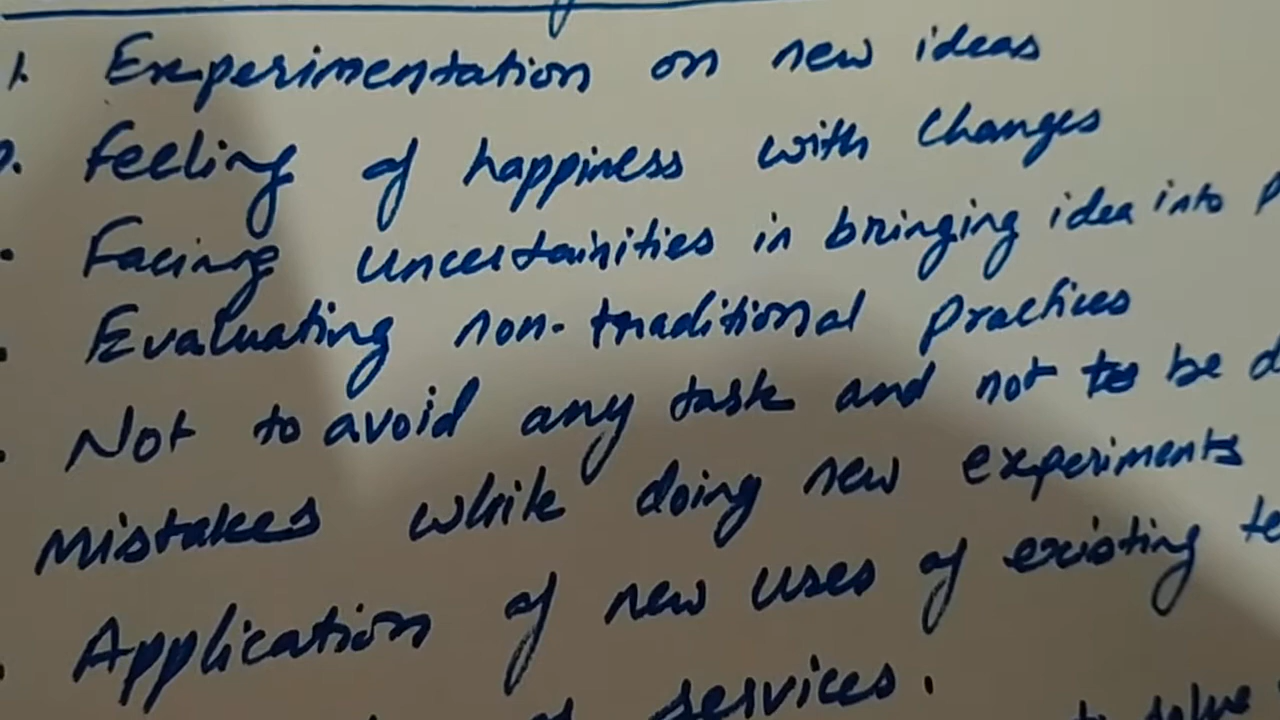 1. Experimentation on new ideas
feeling of happiness with changes
Facing uncertainities in bringing idea into
Evaluating non-traditional practices
Not to avoid any task and not to be
Mistakes while doing new experiments
Application of new uses of existing
services.
to solve